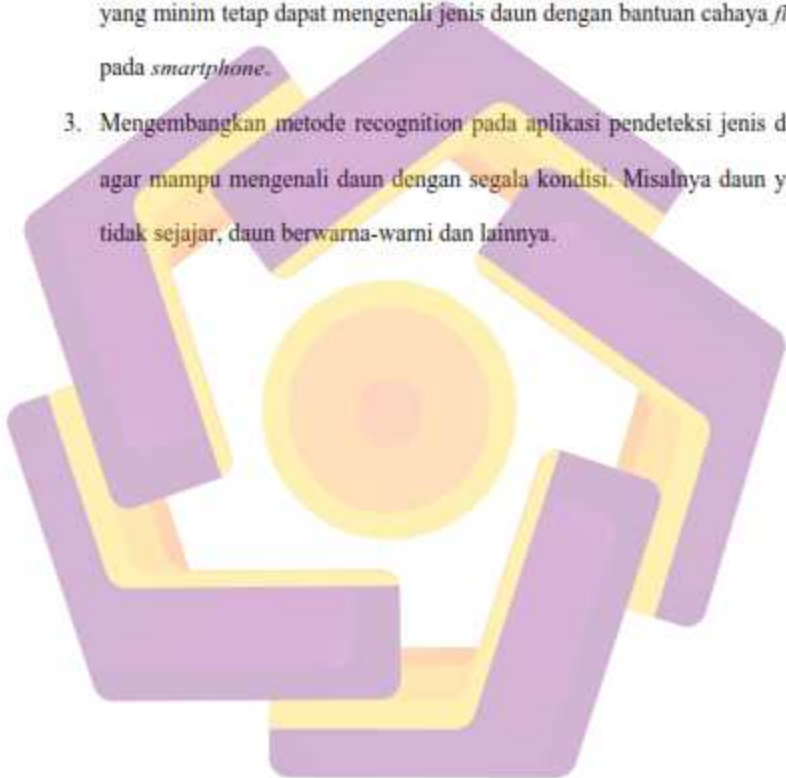 yang minim tetap dapat mengenali jenis daun dengan bantuan cahaya
pada smartphone.
3. Mengembangkan metode recognition pada aplikasi pendeteksi jenis
agar mampu mengenali daun dengan segala kondisi. Misalnya daun
tidak sejajar, daun berwarna-warni dan lainnya.